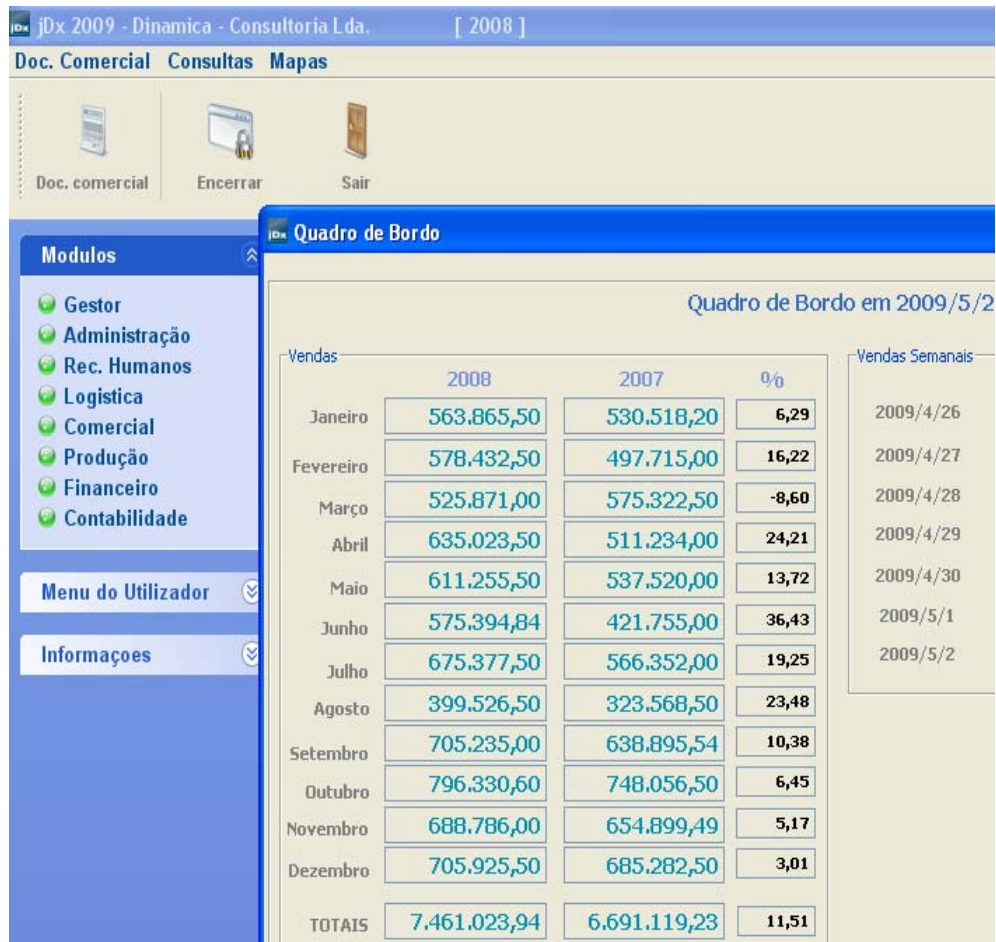 jDx 2009 - Dinamica - Consultoria Lda. [ 2008 ]
Doc. Comercial Consultas Mapas
Doc. comercial Encerrar Sair
Modulos
Gestor
Administração
Rec. Humanos
Logistica
Comercial
Produção
Financeiro
Contabilidade
Menu do Utilizador
Informaçoes
jDx Quadro de Bordo
Quadro de Bordo em 2009/5/2
Vendas
2008 2007 %
Janeiro 563.865,50 530.518,20 6,29
Fevereiro 578.432,50 497.715,00 16,22
Março 525.871,00 575.322,50 -8,60
Abril 635.023,50 511.234,00 24,21
Maio 611.255,50 537.520,00 13,72
Junho 575.394,84 421.755,00 36,43
Julho 675.377,50 566.352,00 19,25
Agosto 399.526,50 323.568,50 23,48
Setembro 705.235,00 638.895,54 10,38
Outubro 796.330,60 748.056,50 6,45
Novembro 688.786,00 654.899,49 5,17
Dezembro 705.925,50 685.282,50 3,01
TOTAIS 7.461.023,94 6.691.119,23 11,51
Vendas Semanais
2009/4/26
2009/4/27
2009/4/28
2009/4/29
2009/4/30
2009/5/1
2009/5/2